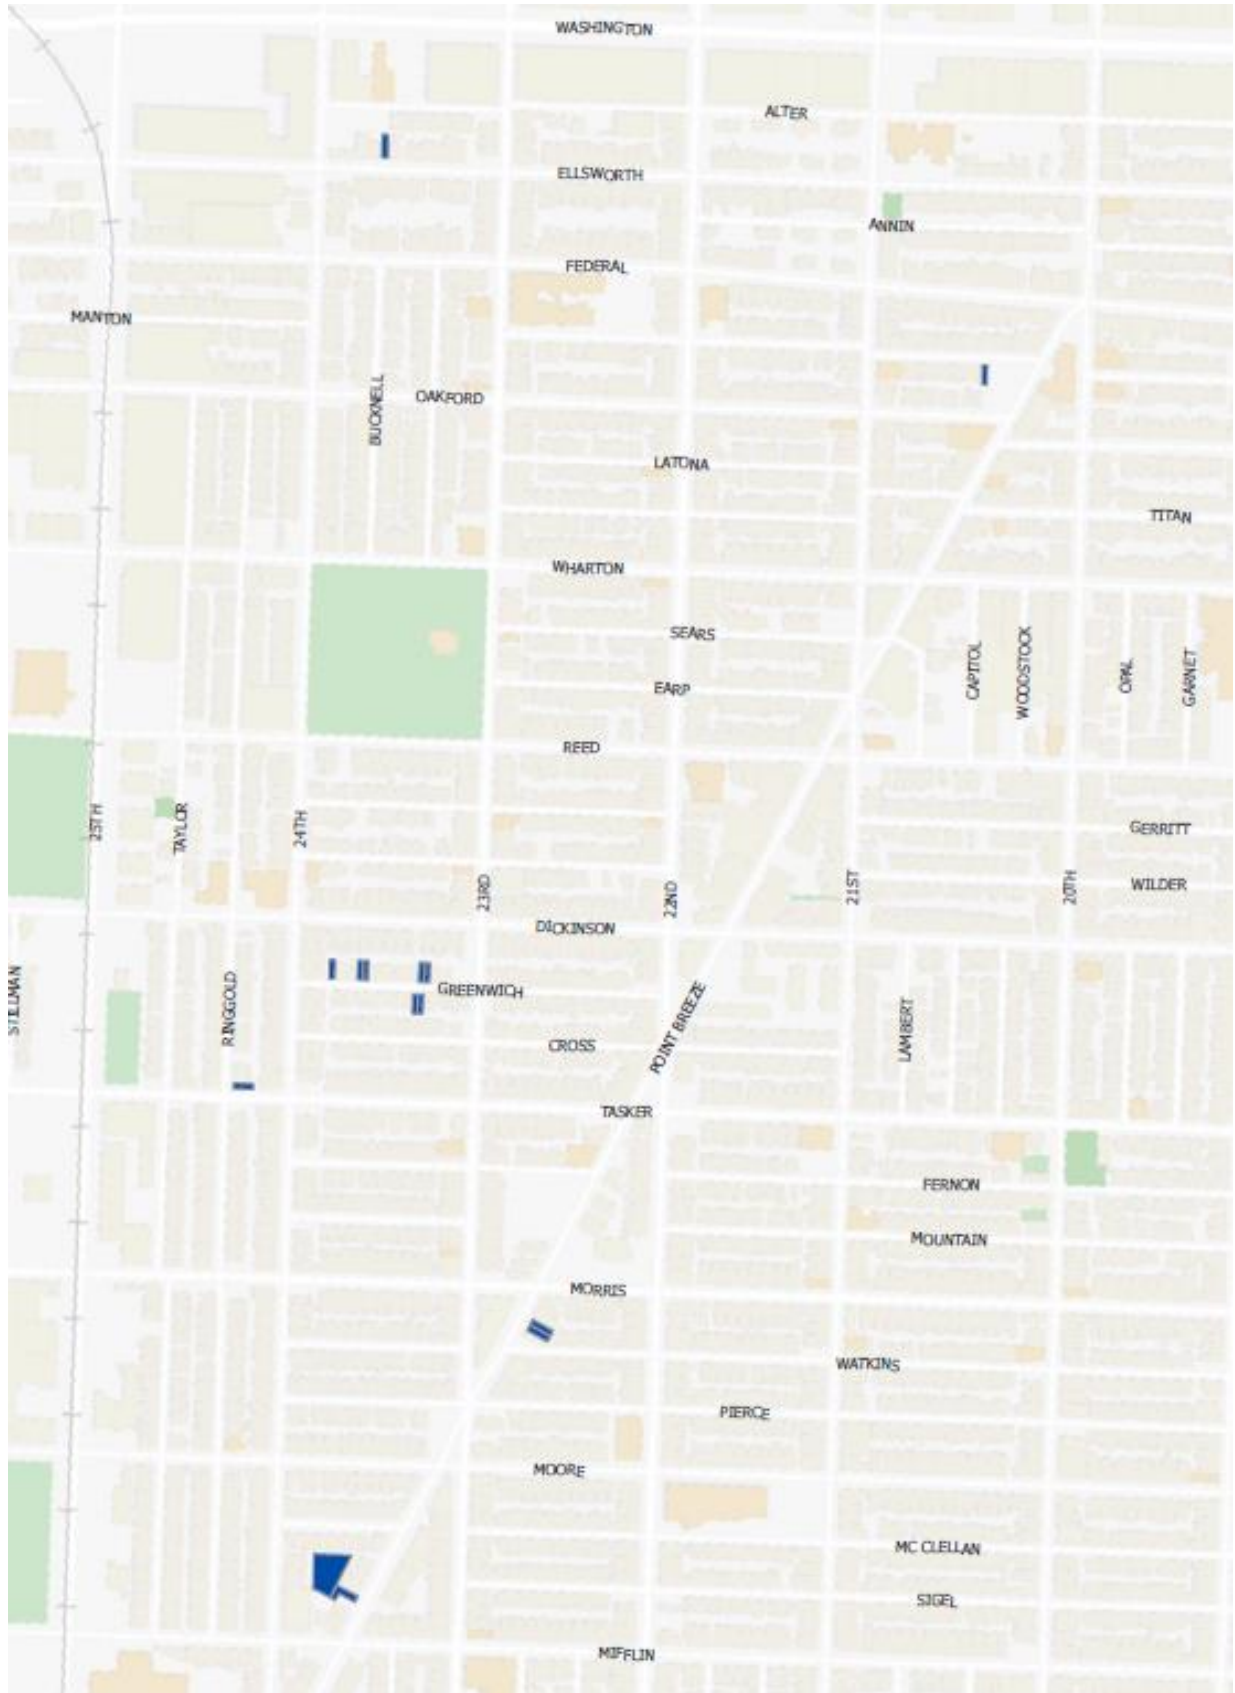 WASHINGTON
ALTER
ELLSWORTH
ANNIN
FEDERAL
MANTON
BUCKNELL
OAKFORD
LATONA
TITAN
WHARTON
SEARS
CAPITOL
WOODSTOCK
OPAL
GARNET
EARP
REED
25TH
TAYLOR
24TH
GERRITT
23RD
22ND
21ST
20TH
WILDER
DICKINSON
STILLMAN
RINGGOLD
GREENWICH
POINT BREEZE
LAMBERT
CROSS
TASKER
FERNON
MOUNTAIN
MORRIS
WATKINS
PIERCE
MOORE
MC CLELLAN
SIGEL
MIFFLIN